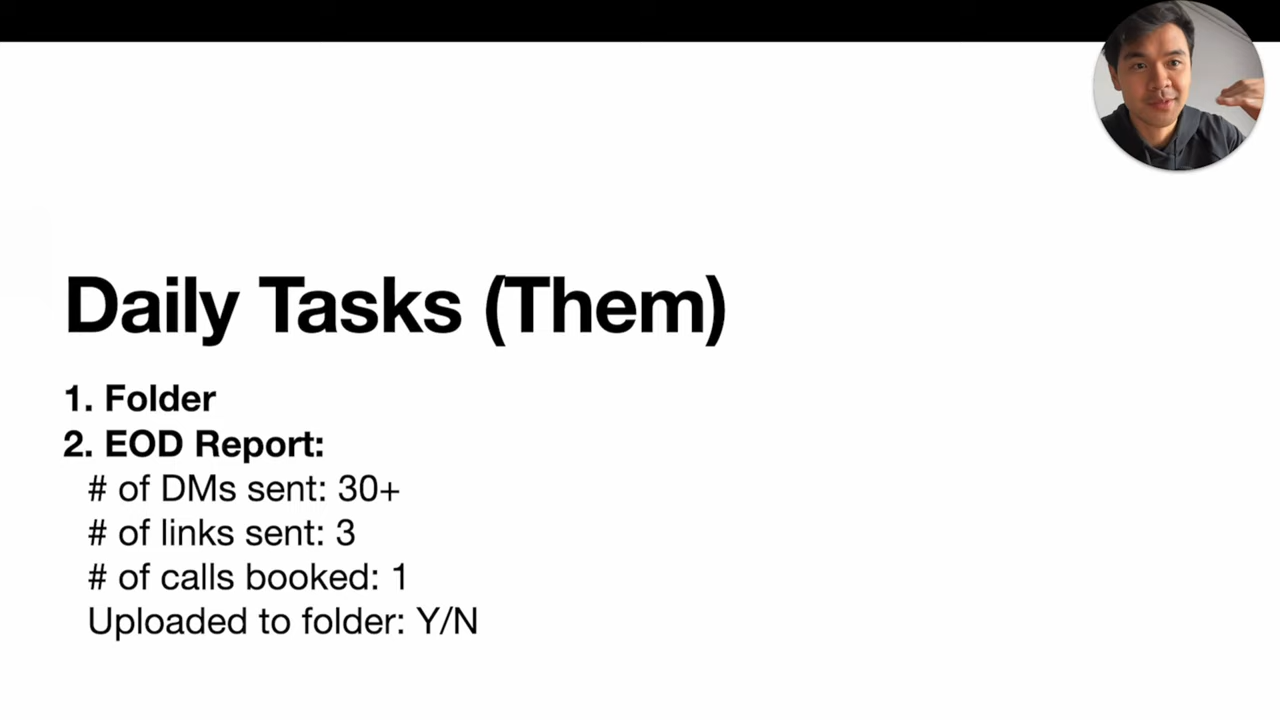 Daily Tasks (Them)
1. Folder
2. EOD Report:
# of DMs sent: 30+
# of links sent: 3
# of calls booked: 1
Uploaded to folder: Y/N